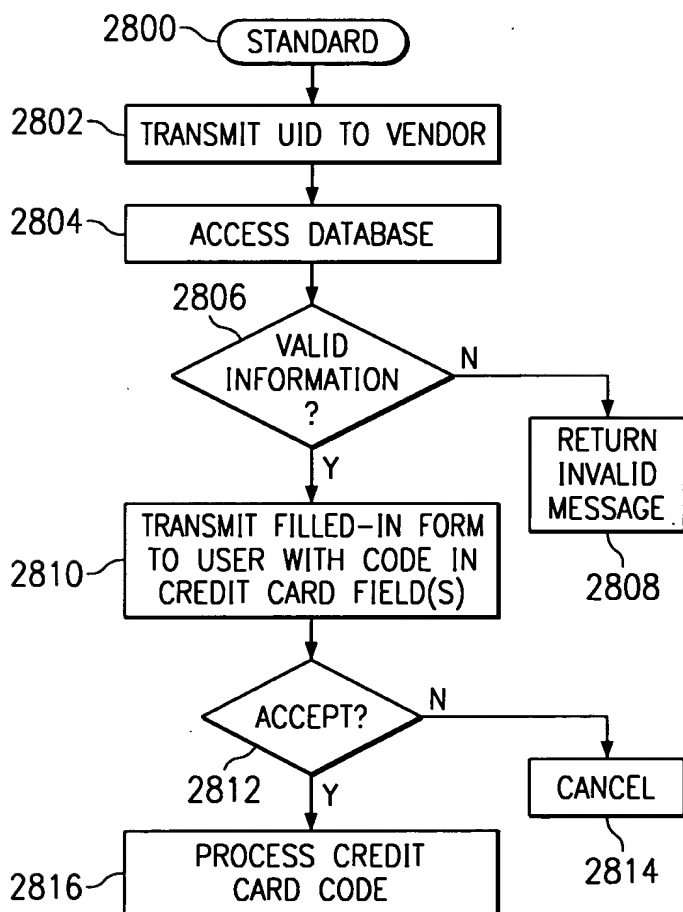 2800
STANDARD
2802
TRANSMIT UID TO VENDOR
2804
ACCESS DATABASE
2806
VALID
INFORMATION
?
N
Y
RETURN
INVALID
MESSAGE
2808
2810
TRANSMIT FILLED-IN FORM
TO USER WITH CODE IN
CREDIT CARD FIELD(S)
ACCEPT?
N
2812
Y
CANCEL
2814
2816
PROCESS CREDIT
CARD CODE